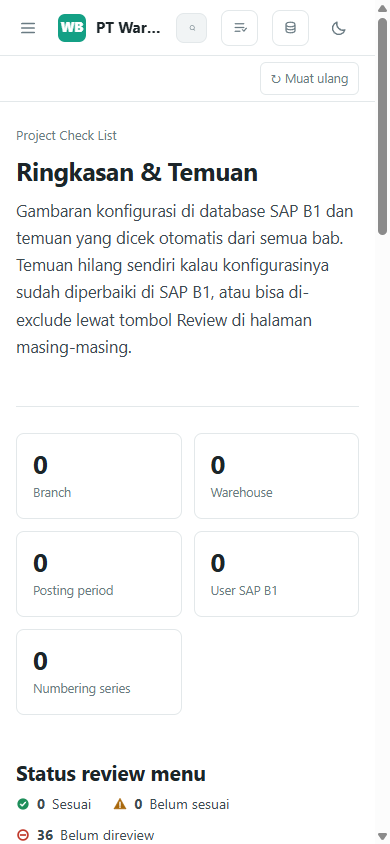 WB PT War...
↻ Muat ulang
Project Check List
Ringkasan & Temuan
Gambaran konfigurasi di database SAP B1 dan
temuan yang dicek otomatis dari semua bab.
Temuan hilang sendiri kalau konfigurasinya
sudah diperbaiki di SAP B1, atau bisa di-
exclude lewat tombol Review di halaman
masing-masing.
0 0
Branch Warehouse
0 0
Posting period User SAP B1
0
Numbering series
Status review menu
0 Sesuai 0 Belum sesuai
36 Belum direview